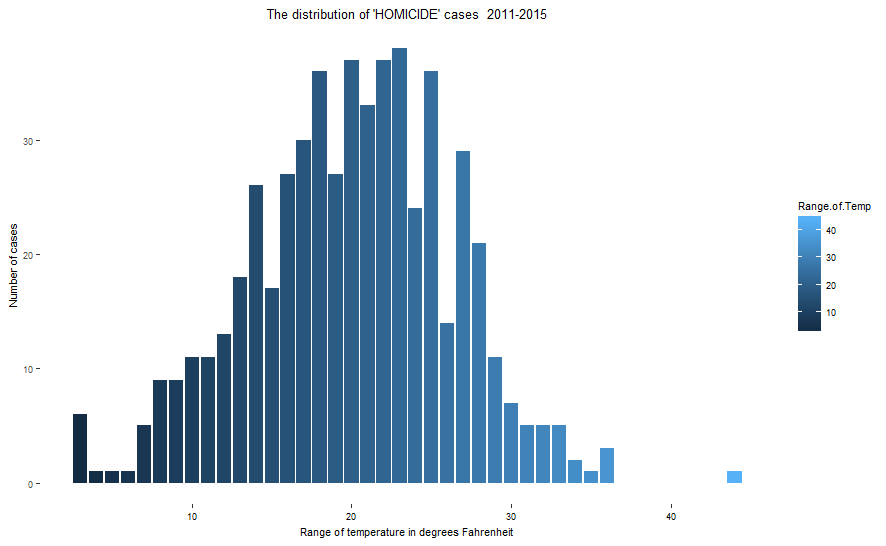 The distribution of 'HOMICIDE' cases 2011-2015
Number of cases
30
20
10
0
10 20 30 40
Range of temperature in degrees Fahrenheit
Range.of.Temp
40
30
20
10